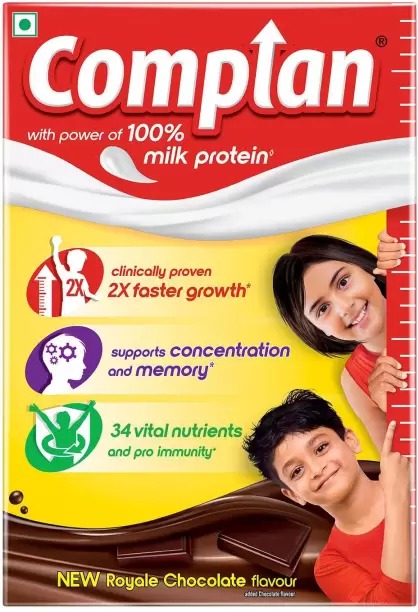 Complan®
with power of 100%
milk protein◊
2X
clinically proven
2X faster growth*
supports concentration
and memory*
34 vital nutrients
and pro immunity*
NEW Royale Chocolate flavour
added Chocolate flavour